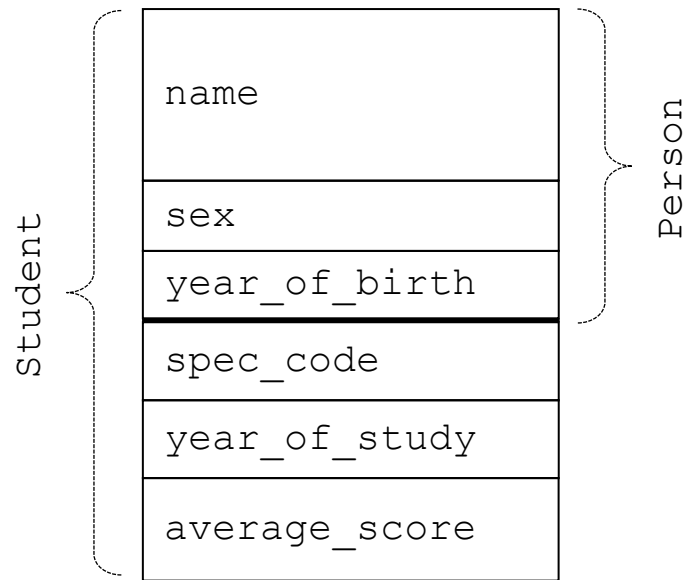 name
sex
year_of_birth
spec_code
year_of_study
average_score
Student
Person